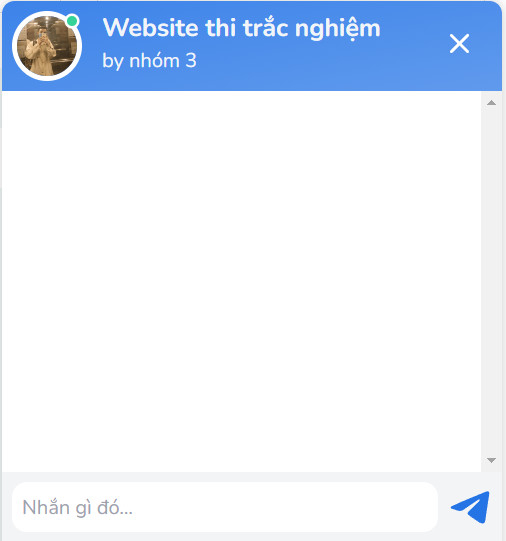 Website thi trắc nghiệm
by nhóm 3
Nhắn gì đó...